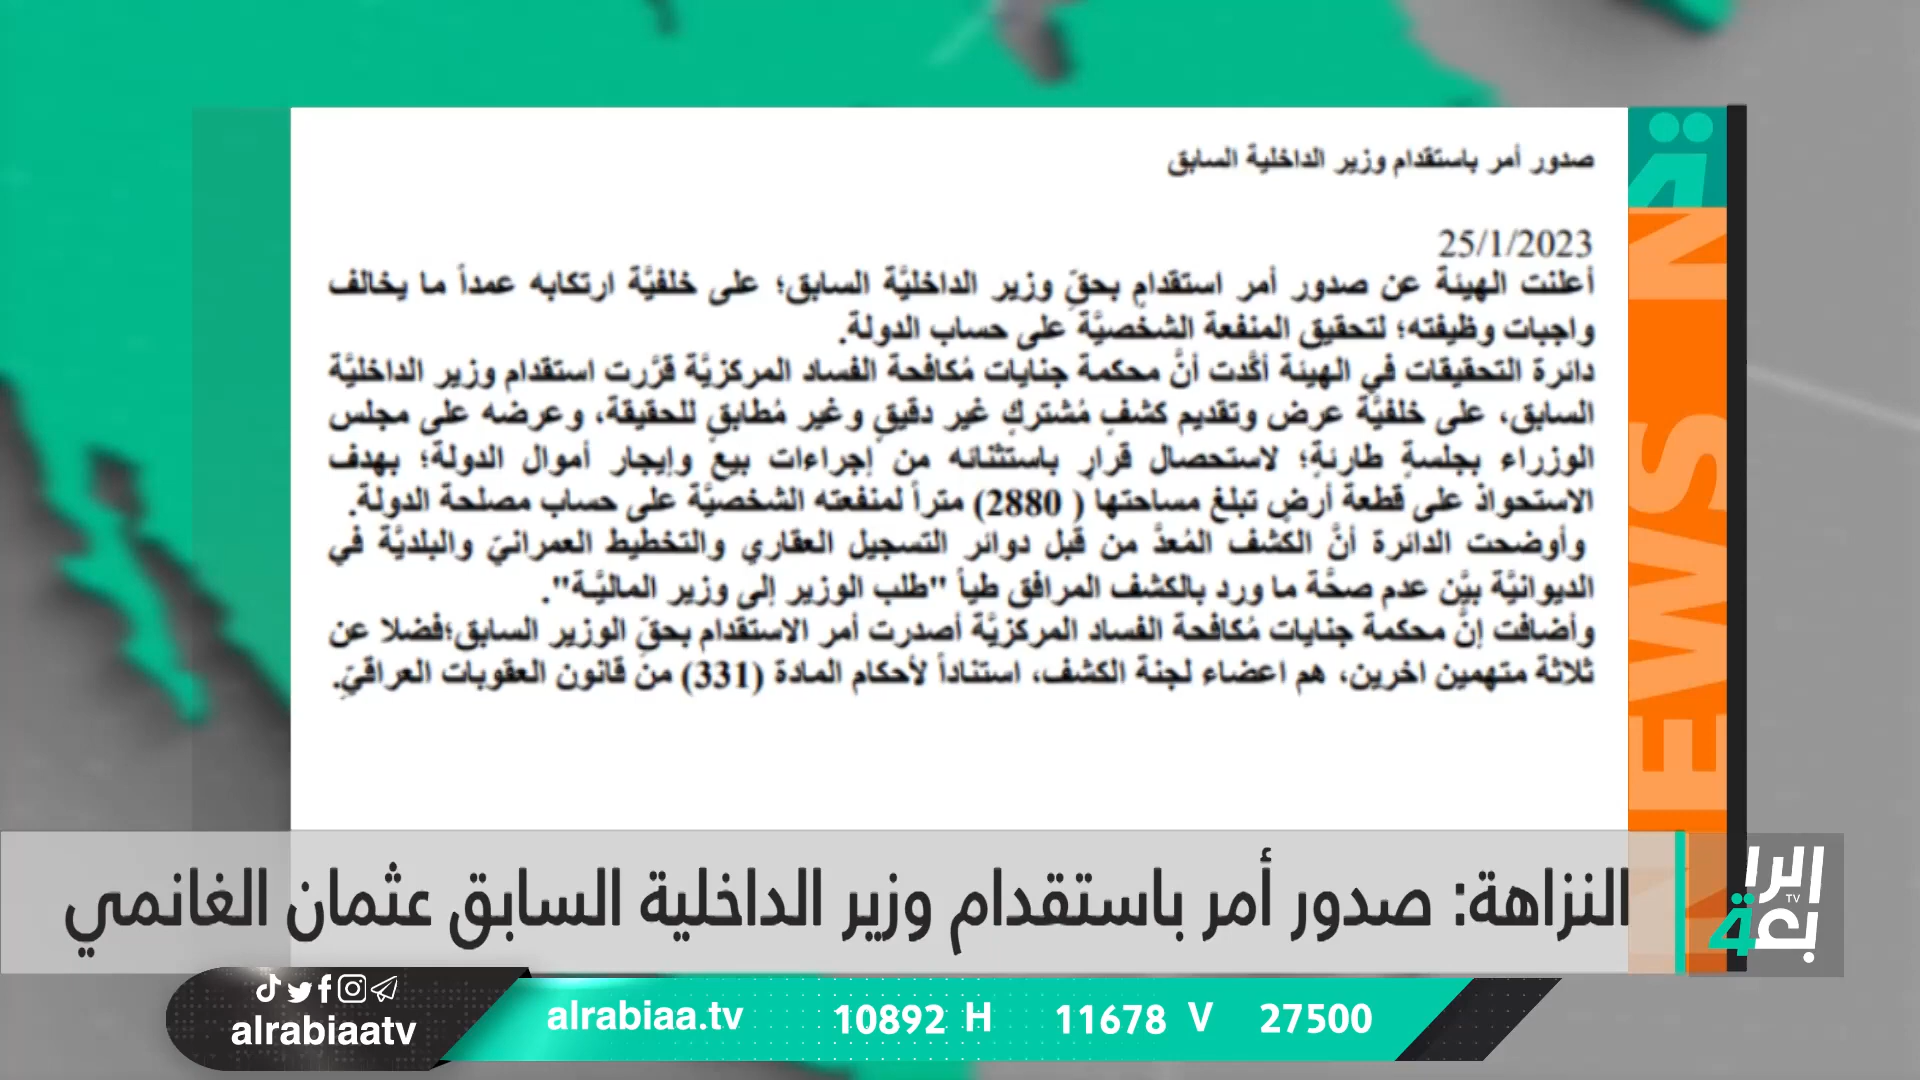 صدور أمر باستقدام وزير الداخلية السابق
25/1/2023
أعلنت الهيئة عن صدور أمر استقدامٍ بحقِّ وزير الداخليَّة السابق؛ على خلفيَّة ارتكابه عمداً ما يخالف
واجبات وظيفته؛ لتحقيق المنفعة الشخصيَّة على حساب الدولة.
دائرة التحقيقات في الهيئة أكَّدت أنَّ محكمة جنايات مُكافحة الفساد المركزيَّة قرَّرت استقدام وزير الداخليَّة
السابق، على خلفيَّة عرض وتقديم كشفٍ مُشتركٍ غير دقيقٍ وغير مُطابقٍ للحقيقة، وعرضه على مجلس
الوزراء بجلسةٍ طارئةٍ؛ لاستحصال قرارٍ باستثنائه من إجراءات بيع وإيجار أموال الدولة؛ بهدف
الاستحواذ على قطعة أرضٍ تبلغ مساحتها ( 2880) متراً لمنفعته الشخصيَّة على حساب مصلحة الدولة.
وأوضحت الدائرة أنَّ الكشف المُعدَّ من قبل دوائر التسجيل العقاري والتخطيط العمرانيّ والبلديَّة في
الديوانيَّة بيَّن عدم صحَّة ما ورد بالكشف المرافق طياً "طلب الوزير إلى وزير الماليَّـة".
وأضافت إنَّ محكمة جنايات مُكافحة الفساد المركزيَّة أصدرت أمر الاستقدام بحقِّ الوزير السابق؛فضلا عن
ثلاثة متهمين اخرين، هم اعضاء لجنة الكشف، استناداً لأحكام المادة (331) من قانون العقوبات العراقيِّ.
NEWS IN
النزاهة: صدور أمر باستقدام وزير الداخلية السابق عثمان الغانمي
الرا
TV
بعة
alrabiaatv
alrabiaa.tv 10892 H 11678 V 27500